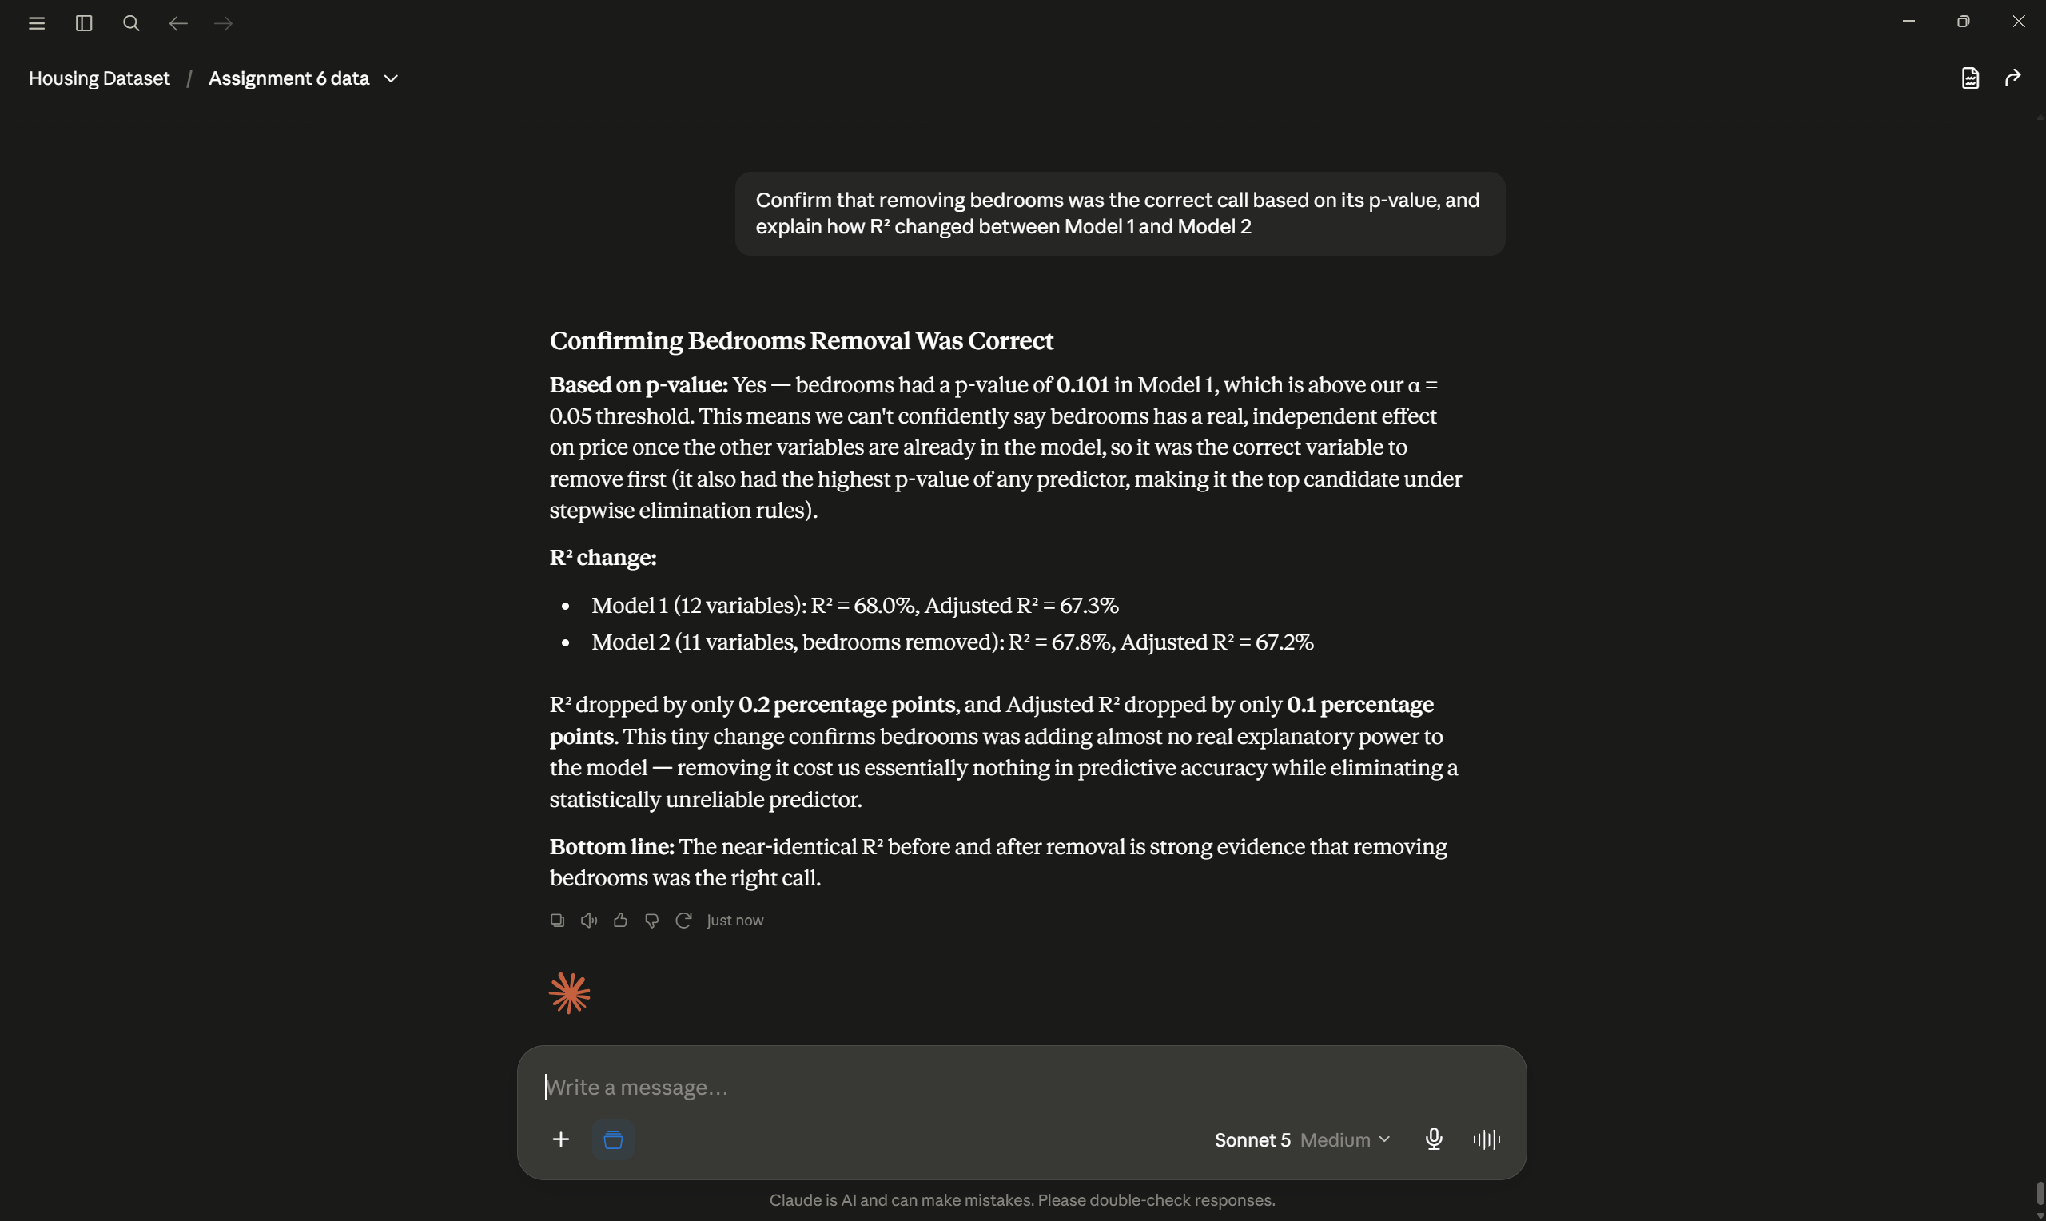 Housing Dataset / Assignment 6 data
Confirm that removing bedrooms was the correct call based on its p-value, and
explain how R² changed between Model 1 and Model 2
Confirming Bedrooms Removal Was Correct
Based on p-value: Yes — bedrooms had a p-value of 0.101 in Model 1, which is above our α =
0.05 threshold. This means we can't confidently say bedrooms has a real, independent effect
on price once the other variables are already in the model, so it was the correct variable to
remove first (it also had the highest p-value of any predictor, making it the top candidate under
stepwise elimination rules).
R² change:
• Model 1 (12 variables): R² = 68.0%, Adjusted R² = 67.3%
• Model 2 (11 variables, bedrooms removed): R² = 67.8%, Adjusted R² = 67.2%
R² dropped by only 0.2 percentage points, and Adjusted R² dropped by only 0.1 percentage
points. This tiny change confirms bedrooms was adding almost no real explanatory power to
the model — removing it cost us essentially nothing in predictive accuracy while eliminating a
statistically unreliable predictor.
Bottom line: The near-identical R² before and after removal is strong evidence that removing
bedrooms was the right call.
Just now
Write a message...
Sonnet 5 Medium
Claude is AI and can make mistakes. Please double-check responses.